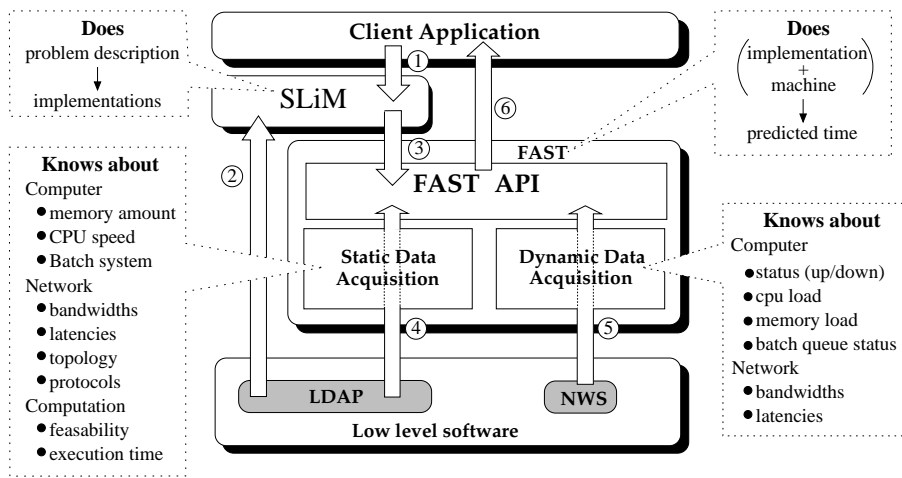 Does
problem description
implementations
Client Application
1
SLiM
6
Does
implementation
+
machine
predicted time
2
3
FAST
FAST API
Knows about
Computer
memory amount
CPU speed
Batch system
Network
bandwidths
latencies
topology
protocols
Computation
feasability
execution time
Static Data
Acquisition
Dynamic Data
Acquisition
4
5
LDAP
NWS
Low level software
Knows about
Computer
status (up/down)
cpu load
memory load
batch queue status
Network
bandwidths
latencies